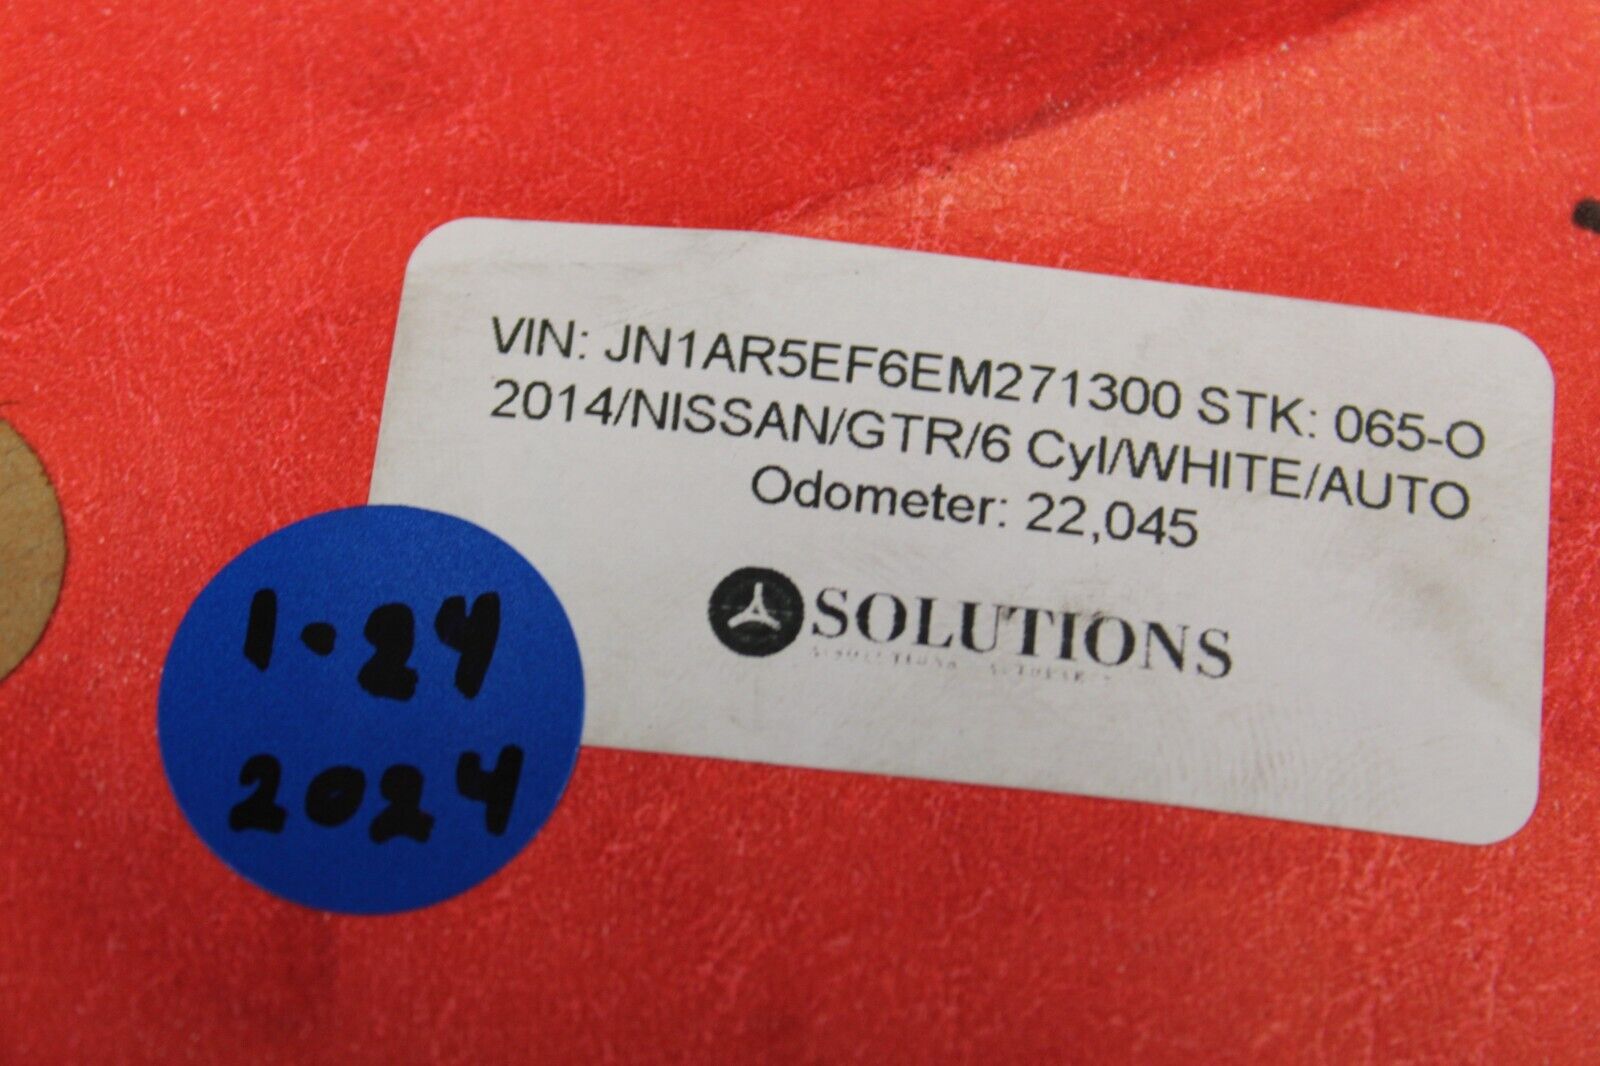 VIN: JN1AR5EF6EM271300 STK: 065-O
2014/NISSAN/GTR/6 Cyl/WHITE/AUTO
Odometer: 22,045
SOLUTIONS
1-24
2024